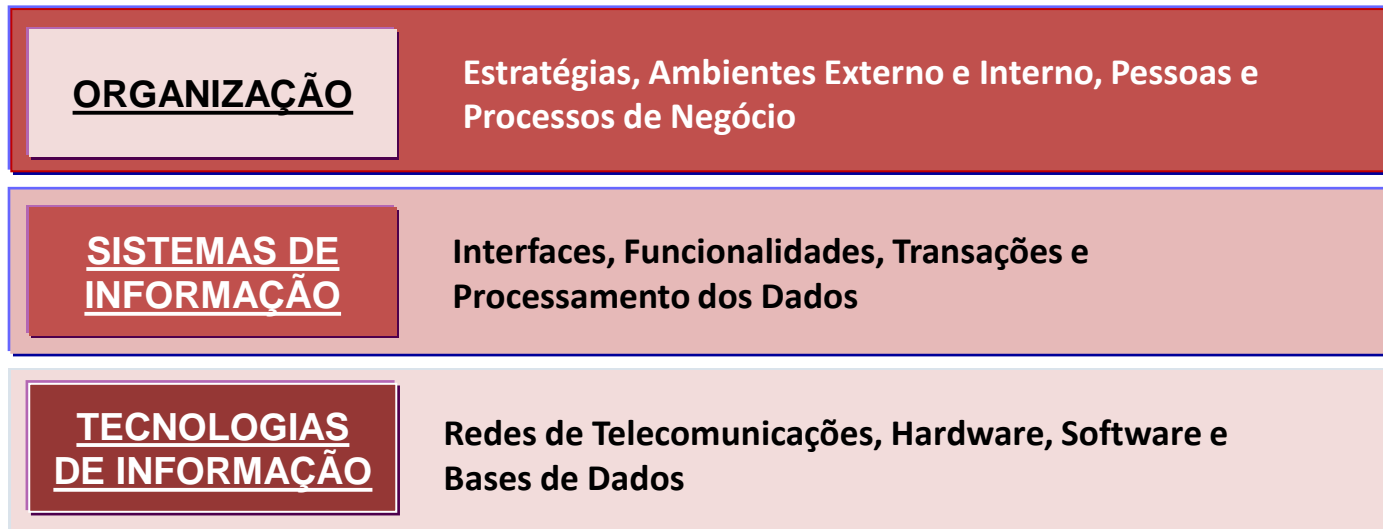 ORGANIZAÇÃO
Estratégias, Ambientes Externo e Interno, Pessoas e
Processos de Negócio
SISTEMAS DE
INFORMAÇÃO
Interfaces, Funcionalidades, Transações e
Processamento dos Dados
TECNOLOGIAS
DE INFORMAÇÃO
Redes de Telecomunicações, Hardware, Software e
Bases de Dados